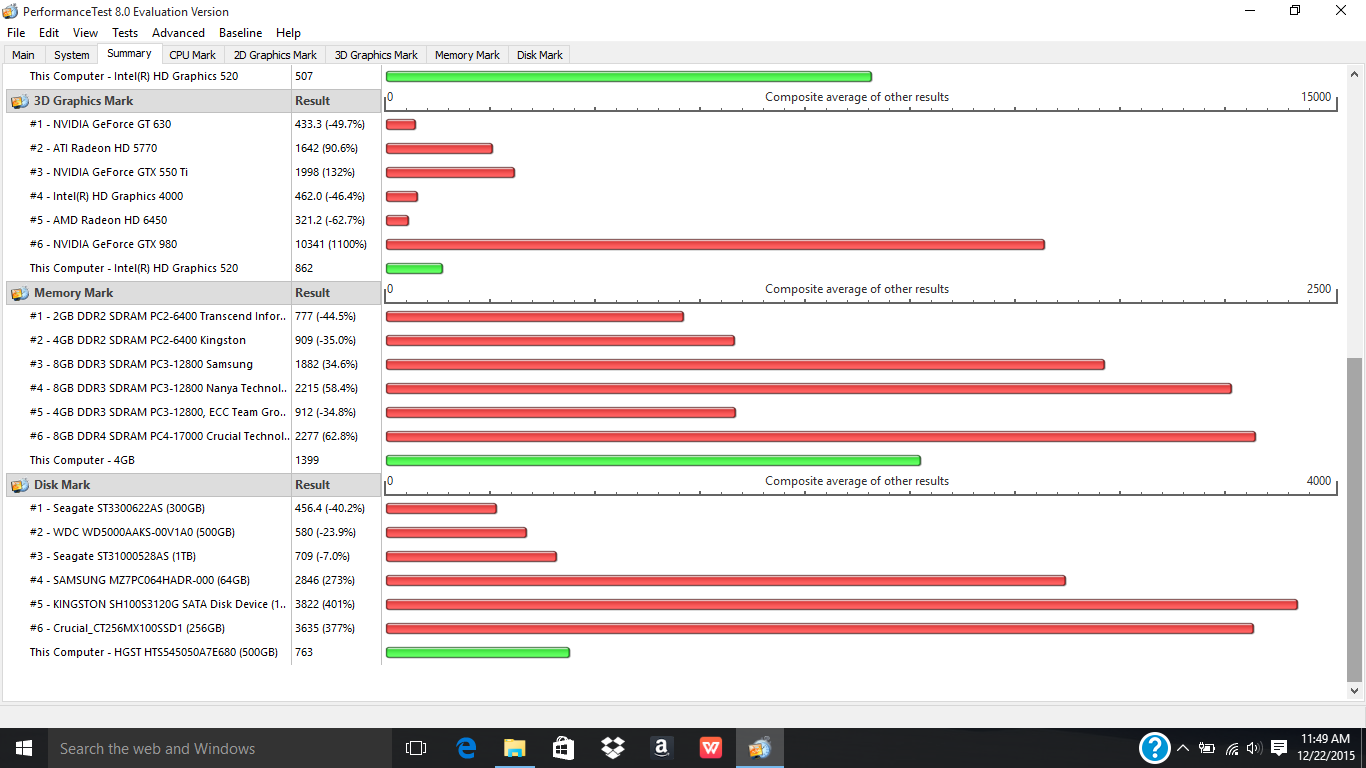 PerformanceTest 8.0 Evaluation Version
File Edit View Tests Advanced Baseline Help
Main System Summary CPU Mark 2D Graphics Mark 3D Graphics Mark Memory Mark Disk Mark
This Computer - Intel(R) HD Graphics 520 507
3D Graphics Mark Result 0 Composite average of other results 15000
#1 - NVIDIA GeForce GT 630 433.3 (-49.7%)
#2 - ATI Radeon HD 5770 1642 (90.6%)
#3 - NVIDIA GeForce GTX 550 Ti 1998 (132%)
#4 - Intel(R) HD Graphics 4000 462.0 (-46.4%)
#5 - AMD Radeon HD 6450 321.2 (-62.7%)
#6 - NVIDIA GeForce GTX 980 10341 (1100%)
This Computer - Intel(R) HD Graphics 520 862
Memory Mark Result 0 Composite average of other results 2500
#1 - 2GB DDR2 SDRAM PC2-6400 Transcend Infor.. 777 (-44.5%)
#2 - 4GB DDR2 SDRAM PC2-6400 Kingston 909 (-35.0%)
#3 - 8GB DDR3 SDRAM PC3-12800 Samsung 1882 (34.6%)
#4 - 8GB DDR3 SDRAM PC3-12800 Nanya Technol.. 2215 (58.4%)
#5 - 4GB DDR3 SDRAM PC3-12800, ECC Team Gro.. 912 (-34.8%)
#6 - 8GB DDR4 SDRAM PC4-17000 Crucial Technol.. 2277 (62.8%)
This Computer - 4GB 1399
Disk Mark Result 0 Composite average of other results 4000
#1 - Seagate ST3300622AS (300GB) 456.4 (-40.2%)
#2 - WDC WD5000AAKS-00V1A0 (500GB) 580 (-23.9%)
#3 - Seagate ST31000528AS (1TB) 709 (-7.0%)
#4 - SAMSUNG MZ7PC064HADR-000 (64GB) 2846 (273%)
#5 - KINGSTON SH100S3120G SATA Disk Device (1.. 3822 (401%)
#6 - Crucial_CT256MX100SSD1 (256GB) 3635 (377%)
This Computer - HGST HTS545050A7E680 (500GB) 763
Search the web and Windows
11:49 AM
12/22/2015